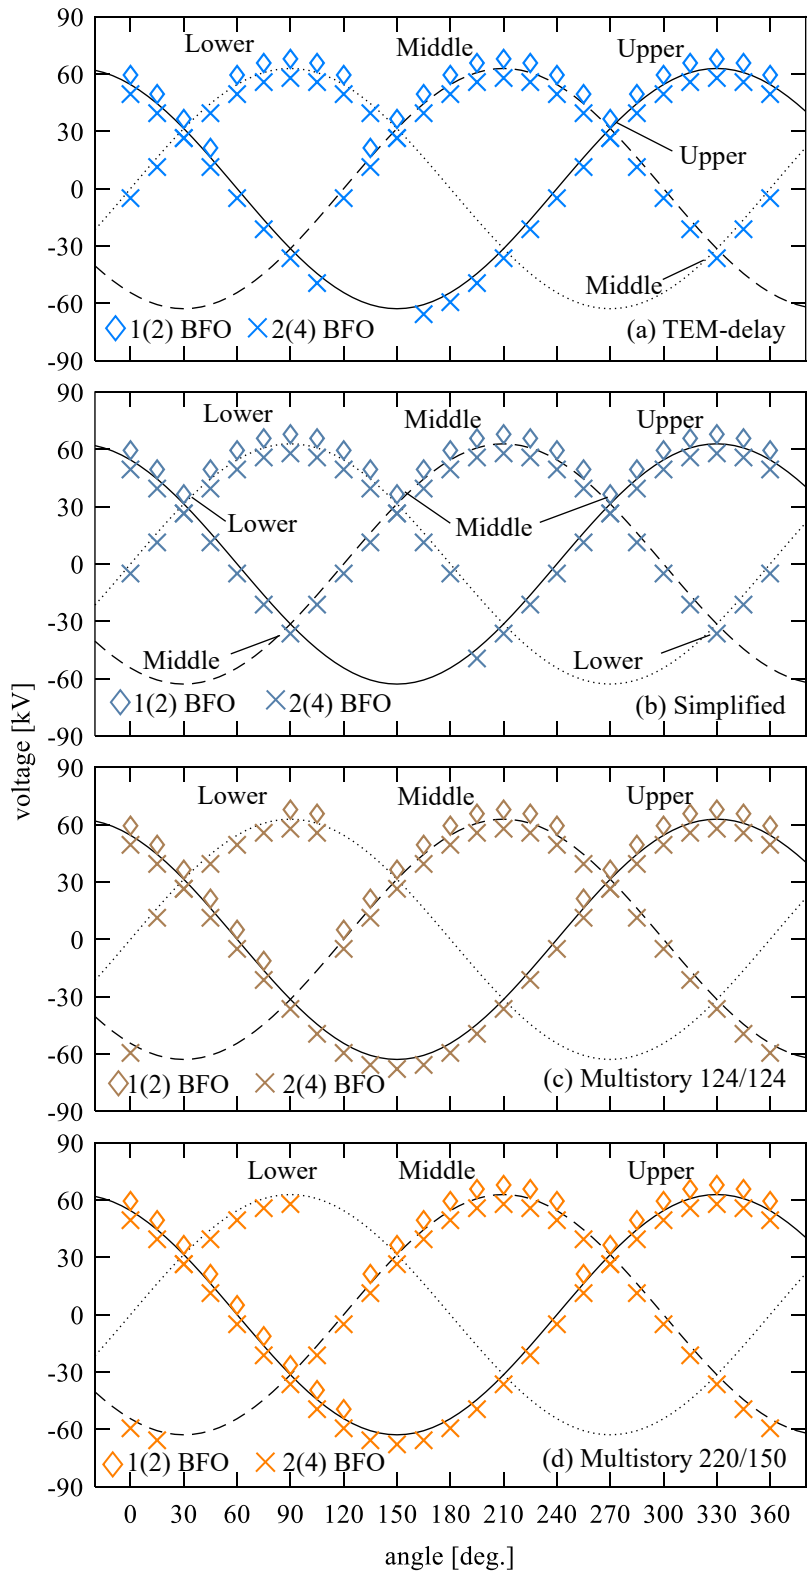 90
Lower
Middle
Upper
60
30
Upper
0
-30
Middle
-60
1(2) BFO
2(4) BFO
(a) TEM-delay
-90
90
Lower
Middle
Upper
60
30
Lower
Middle
0
-30
Middle
Lower
-60
1(2) BFO
2(4) BFO
(b) Simplified
-90
voltage [kV]
90
Lower
Middle
Upper
60
30
0
-30
-60
1(2) BFO
2(4) BFO
(c) Multistory 124/124
-90
90
Lower
Middle
Upper
60
30
0
-30
-60
1(2) BFO
2(4) BFO
(d) Multistory 220/150
-90
0 30 60 90 120 150 180 210 240 270 300 330 360
angle [deg.]